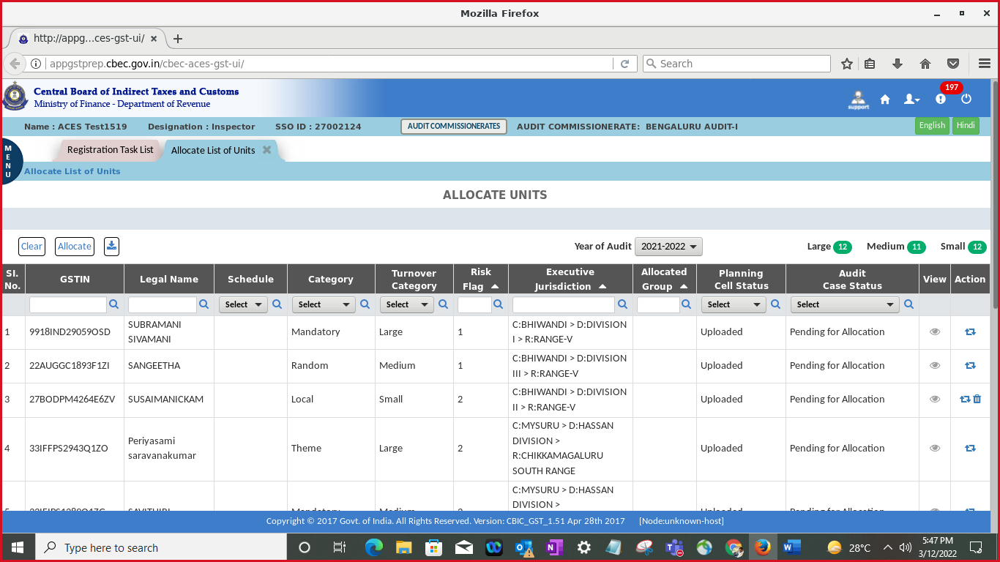 Mozilla Firefox
http://appg...ces-gst-ui/
appgstprep.cbec.gov.in/cbec-aces-gst-ui/
Search
Central Board of Indirect Taxes and Customs
Ministry of Finance - Department of Revenue
support
197
Name : ACES Test1519 Designation : Inspector SSO ID : 27002124 AUDIT COMMISSIONERATES AUDIT COMMISSIONERATE: BENGALURU AUDIT-I English Hindi
MENU
Registration Task List Allocate List of Units
Allocate List of Units
ALLOCATE UNITS
Clear Allocate Year of Audit 2021-2022 Large 12 Medium 11 Small 12
Sl. No. GSTIN Legal Name Schedule Category Turnover Category Risk Flag Executive Jurisdiction Allocated Group Planning Cell Status Audit Case Status View Action
Select Select Select Select Select
1 9918IND29059OSD SUBRAMANI SIVAMANI Mandatory Large 1 C:BHIWANDI > D:DIVISION I > R:RANGE-V Uploaded Pending for Allocation
2 22AUGGC1893F1ZI SANGEETHA Random Medium 1 C:BHIWANDI > D:DIVISION III > R:RANGE-V Uploaded Pending for Allocation
3 27BODPM4264E6ZV SUSAIMANICKAM Local Small 2 C:BHIWANDI > D:DIVISION II > R:RANGE-V Uploaded Pending for Allocation
4 33IFFPS2943Q1ZO Periyasami saravanakumar Theme Large 2 C:MYSURU > D:HASSAN DIVISION > R:CHIKKAMAGALURU SOUTH RANGE Uploaded Pending for Allocation
C:MYSURU > D:HASSAN DIVISION >
Copyright © 2017 Govt. of India. All Rights Reserved. Version: CBIC_GST_1.51 Apr 28th 2017 [Node:unknown-host]
Type here to search
28°C
5:47 PM
3/12/2022